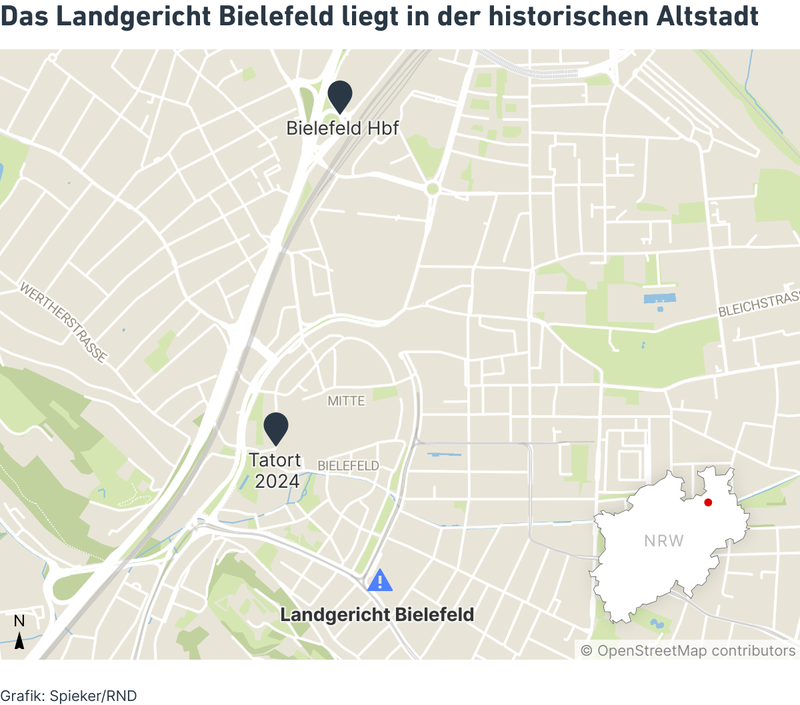 Das Landgericht Bielefeld liegt in der historischen Altstadt
Bielefeld Hbf
WERTHERSTRASSE
BLEICHSTRASS
MITTE
Tatort
2024
BIELEFELD
NRW
Landgericht Bielefeld
N
© OpenStreetMap contributors
Grafik: Spieker/RND